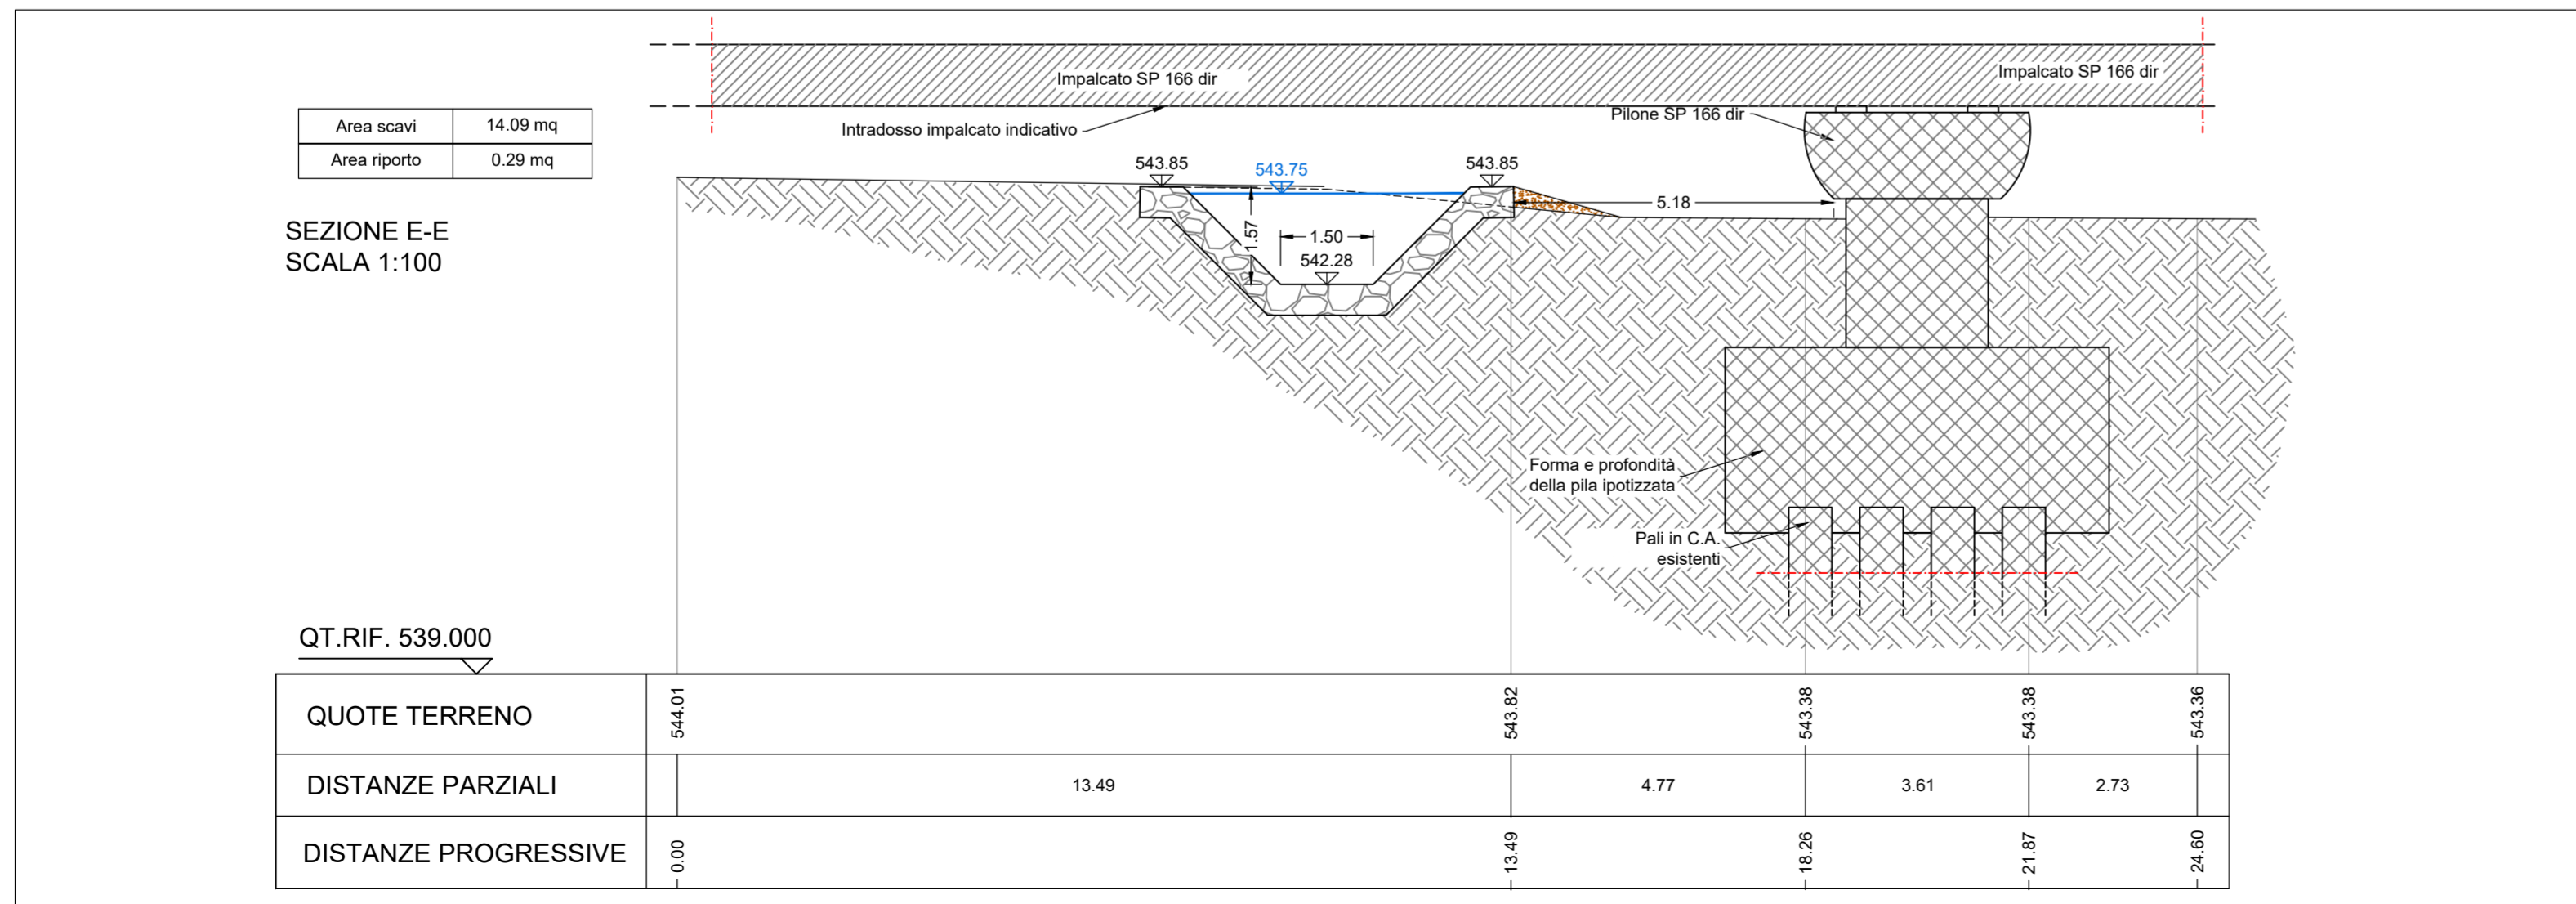 Impalcato SP 166 dir
Impalcato SP 166 dir
Area scavi 14.09 mq
Area riporto 0.29 mq
Intradosso impalcato indicativo
Pilone SP 166 dir
543.85
543.75
543.85
5.18
SEZIONE E-E
SCALA 1:100
1.57
1.50
542.28
Forma e profondità
della pila ipotizzata
Pali in C.A.
esistenti
QT.RIF. 539.000
QUOTE TERRENO 544.01 543.82 543.38 543.38 543.36
DISTANZE PARZIALI 13.49 4.77 3.61 2.73
DISTANZE PROGRESSIVE 0.00 13.49 18.26 21.87 24.60